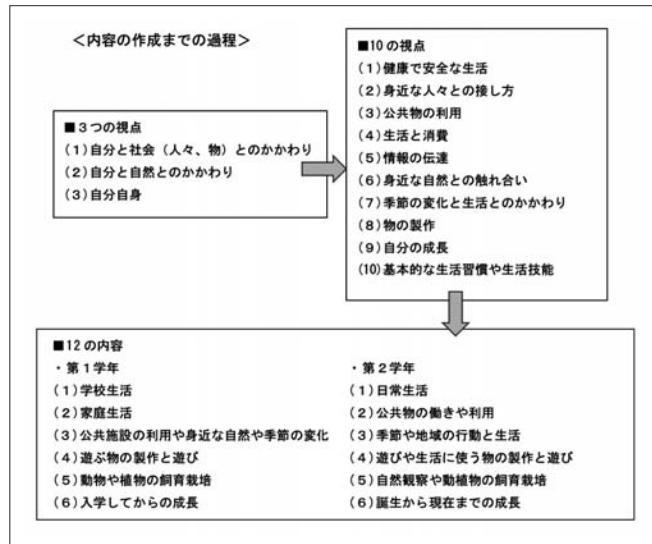 ＜内容の作成までの過程＞
■３つの視点
（１）自分と社会（人々、物）とのかかわり
（２）自分と自然とのかかわり
（３）自分自身
■10 の視点
（１）健康で安全な生活
（２）身近な人々との接し方
（３）公共物の利用
（４）生活と消費
（５）情報の伝達
（６）身近な自然との触れ合い
（７）季節の変化と生活とのかかわり
（８）物の製作
（９）自分の成長
（10）基本的な生活習慣や生活技能
■12 の内容
・第１学年
（１）学校生活
（２）家庭生活
（３）公共施設の利用や身近な自然や季節の変化
（４）遊ぶ物の製作と遊び
（５）動物や植物の飼育栽培
（６）入学してからの成長
・第２学年
（１）日常生活
（２）公共物の働きや利用
（３）季節や地域の行動と生活
（４）遊びや生活に使う物の製作と遊び
（５）自然観察や動植物の飼育栽培
（６）誕生から現在までの成長